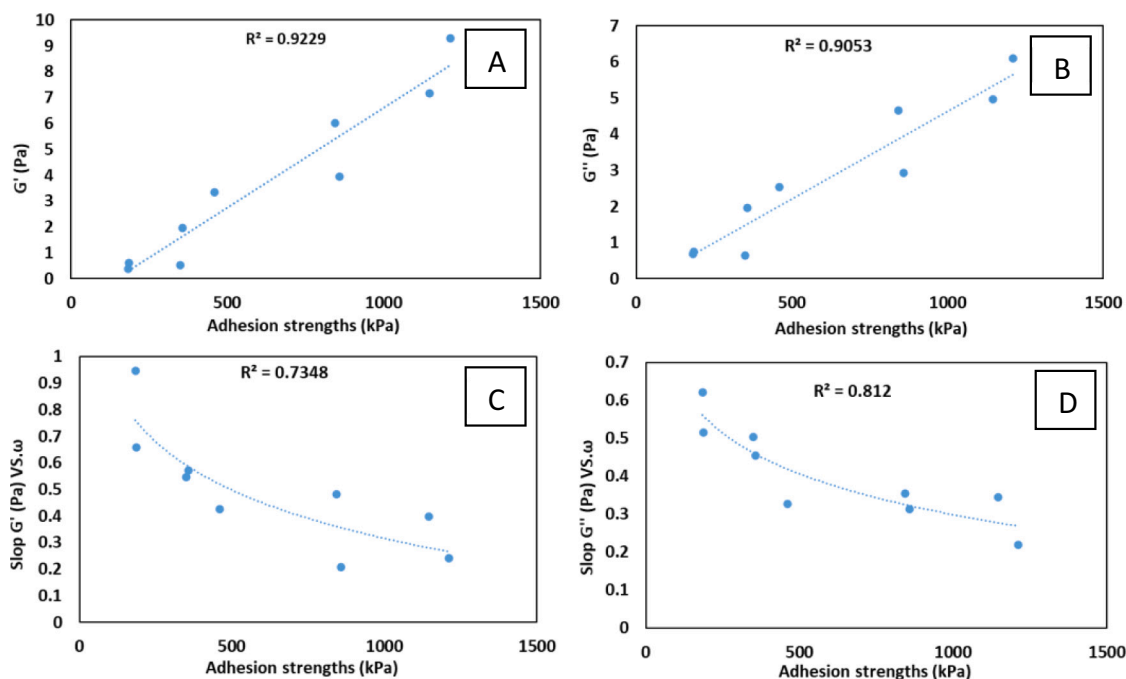 R² = 0.9229
A
G' (Pa)
10
9
8
7
6
5
4
3
2
1
0
0 500 1000 1500
Adhesion strengths (kPa)
R² = 0.9053
B
G'' (Pa)
7
6
5
4
3
2
1
0
0 500 1000 1500
Adhesion strengths (kPa)
R² = 0.7348
C
Slop G' (Pa) VS.ω
1
0.9
0.8
0.7
0.6
0.5
0.4
0.3
0.2
0.1
0
0 500 1000 1500
Adhesion strengths (kPa)
R² = 0.812
D
Slop G'' (Pa) VS.ω
0.7
0.6
0.5
0.4
0.3
0.2
0.1
0
0 500 1000 1500
Adhesion strengths (kPa)